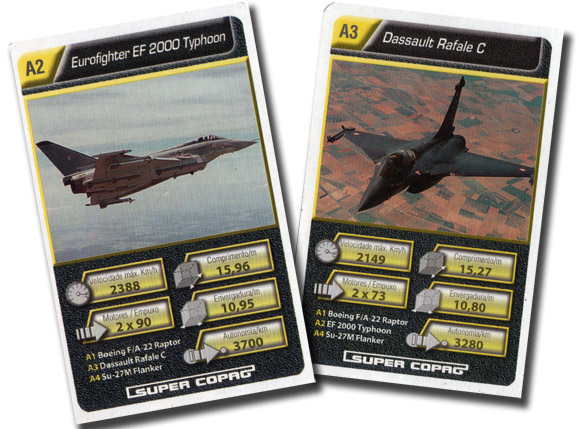 A2
Eurofighter EF 2000 Typhoon
Velocidade máx. Km/h
2388
Comprimento/m
15,96
Motores / Empuxo
2 x 90
Envergadura/m
10,95
Autonomia/km
3700
A1 Boeing F/A-22 Raptor
A3 Dassault Rafale C
A4 Su-27M Flanker
SUPER COPAG
A3
Dassault Rafale C
Velocidade máx. Km/h
2149
Comprimento/m
15,27
Motores / Empuxo
2 x 73
Envergadura/m
10,80
Autonomia/km
3280
A1 Boeing F/A-22 Raptor
A2 EF 2000 Typhoon
A4 Su-27M Flanker
SUPER COPAG